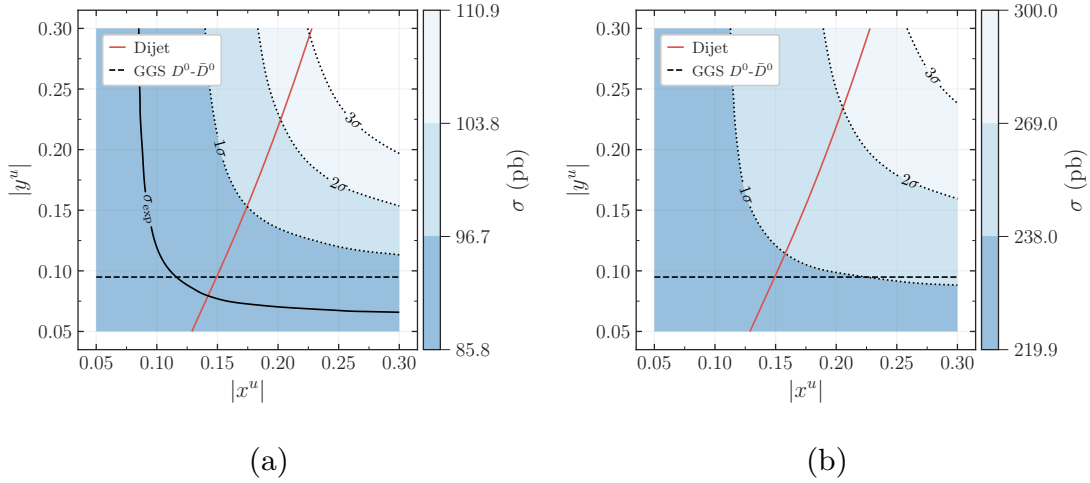 0.30
0.25
0.20
0.15
0.10
0.05
|y^u|
Dijet
GGS D^0-D̄^0
σ_exp
1σ
2σ
3σ
0.05
0.10
0.15
0.20
0.25
0.30
|x^u|
110.9
103.8
96.7
85.8
σ (pb)
(a)
0.30
0.25
0.20
0.15
0.10
0.05
|y^u|
Dijet
GGS D^0-D̄^0
1σ
2σ
3σ
0.05
0.10
0.15
0.20
0.25
0.30
|x^u|
300.0
269.0
238.0
219.9
σ (pb)
(b)